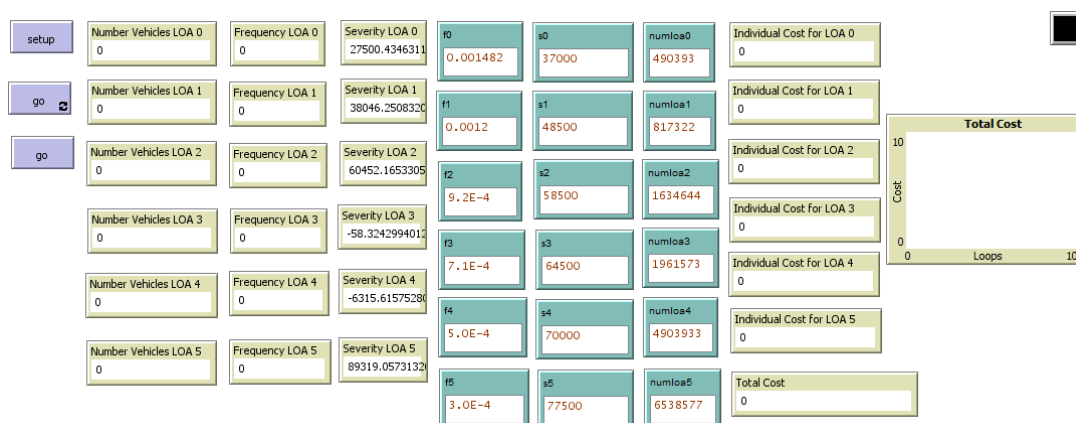 setup
Number Vehicles LOA 0
0
Frequency LOA 0
0
Severity LOA 0
27500.4346311
f0
0.001482
s0
37000
numloa0
490393
Individual Cost for LOA 0
0
go
Number Vehicles LOA 1
0
Frequency LOA 1
0
Severity LOA 1
38046.2508320
f1
0.0012
s1
48500
numloa1
817322
Individual Cost for LOA 1
0
go
Number Vehicles LOA 2
0
Frequency LOA 2
0
Severity LOA 2
60452.1653305
f2
9.2E-4
s2
58500
numloa2
1634644
Individual Cost for LOA 2
0
Number Vehicles LOA 3
0
Frequency LOA 3
0
Severity LOA 3
-58.3242994012
f3
7.1E-4
s3
64500
numloa3
1961573
Individual Cost for LOA 3
0
Number Vehicles LOA 4
0
Frequency LOA 4
0
Severity LOA 4
-6315.61575280
f4
5.0E-4
s4
70000
numloa4
4903933
Individual Cost for LOA 4
0
Number Vehicles LOA 5
0
Frequency LOA 5
0
Severity LOA 5
89319.0573132
f5
3.0E-4
s5
77500
numloa5
6538577
Individual Cost for LOA 5
0
Total Cost
0
Total Cost
10
Cost
0
0
Loops
10